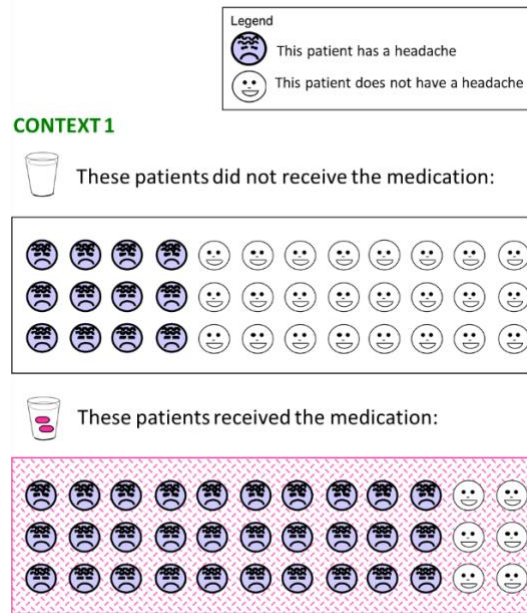 Legend
This patient has a headache
This patient does not have a headache
CONTEXT 1
These patients did not receive the medication:
These patients received the medication: